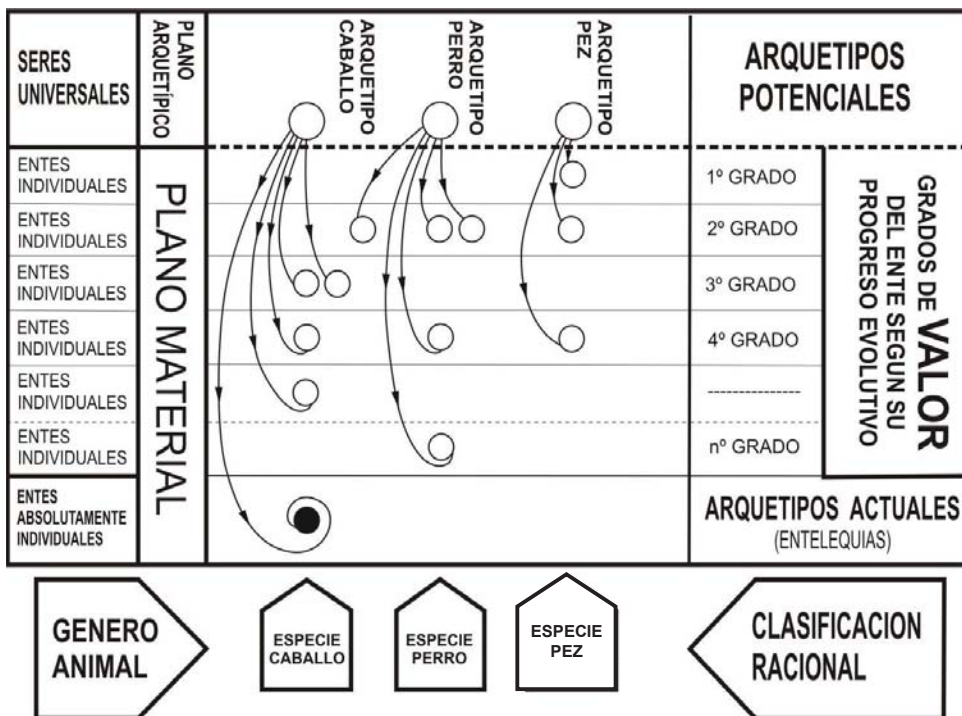 SERES
UNIVERSALES
PLANO
ARQUETÍPICO
ARQUETIPO
CABALLO
ARQUETIPO
PERRO
ARQUETIPO
PEZ
ARQUETIPOS
POTENCIALES
ENTES
INDIVIDUALES
ENTES
INDIVIDUALES
ENTES
INDIVIDUALES
ENTES
INDIVIDUALES
ENTES
INDIVIDUALES
ENTES
INDIVIDUALES
ENTES
ABSOLUTAMENTE
INDIVIDUALES
PLANO MATERIAL
1º GRADO
2º GRADO
3º GRADO
4º GRADO
nº GRADO
GRADOS DE VALOR
DEL ENTE SEGUN SU
PROGRESO EVOLUTIVO
ARQUETIPOS ACTUALES
(ENTELEQUIAS)
GENERO
ANIMAL
ESPECIE
CABALLO
ESPECIE
PERRO
ESPECIE
PEZ
CLASIFICACION
RACIONAL